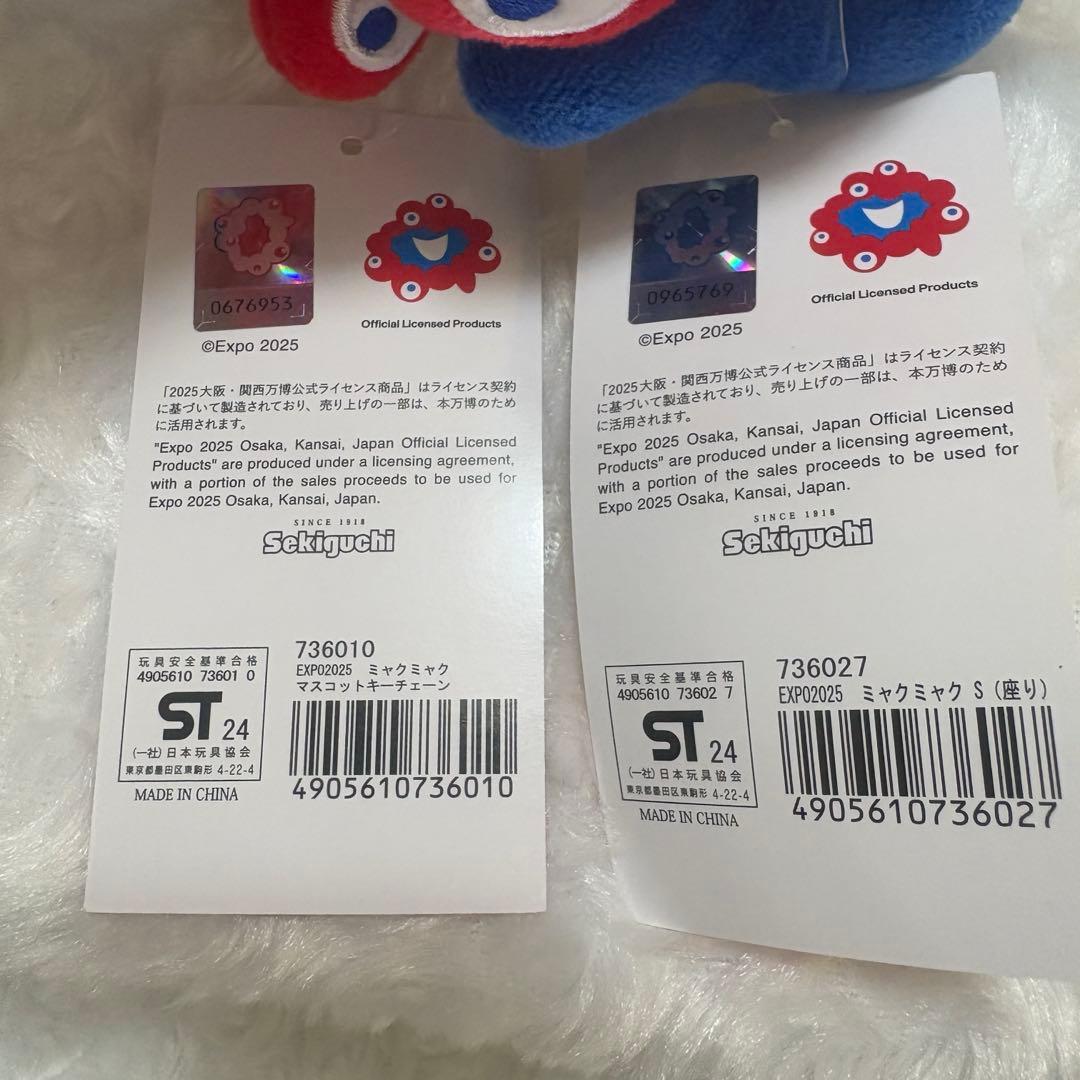 0676953
Official Licensed Products
©Expo 2025
「2025大阪・関西万博公式ライセンス商品」はライセンス契約
に基づいて製造されており、売り上げの一部は、本万博のため
に活用されます。
"Expo 2025 Osaka, Kansai, Japan Official Licensed
Products" are produced under a licensing agreement,
with a portion of the sales proceeds to be used for
Expo 2025 Osaka, Kansai, Japan.
SINCE 1918
Sekiguchi
玩具安全基準合格
4905610 73601 0
ST 24
(一社)日本玩具協会
東京都墨田区東駒形 4-22-4
MADE IN CHINA
736010
EXPO2025 ミャクミャク
マスコットキーチェーン
4905610736010
0965769
Official Licensed Products
©Expo 2025
「2025大阪・関西万博公式ライセンス商品」はライセンス契約
に基づいて製造されており、売り上げの一部は、本万博のため
に活用されます。
"Expo 2025 Osaka, Kansai, Japan Official Licensed
Products" are produced under a licensing agreement,
with a portion of the sales proceeds to be used for
Expo 2025 Osaka, Kansai, Japan.
SINCE 1918
Sekiguchi
玩具安全基準合格
4905610 73602 7
ST 24
(一社)日本玩具協会
東京都墨田区東駒形 4-22-4
MADE IN CHINA
736027
EXPO2025 ミャクミャク S (座り)
4905610736027